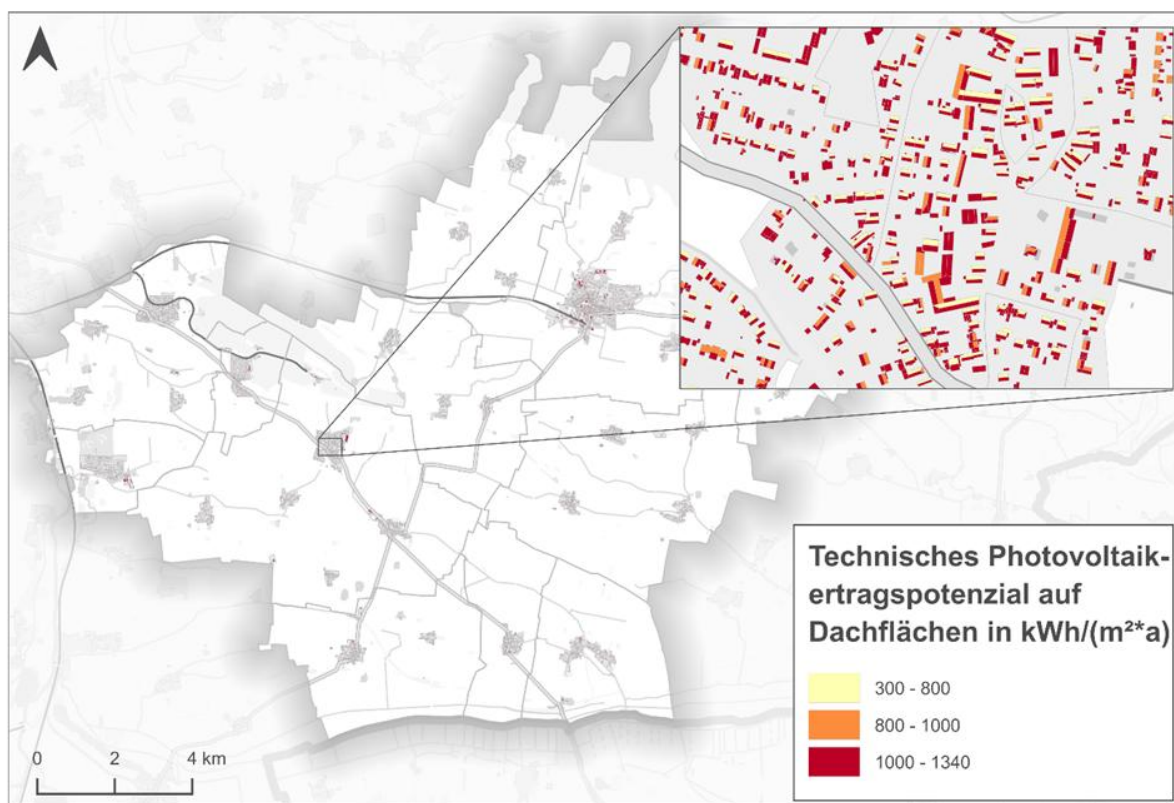 Technisches Photovoltaik-
ertragspotenzial auf
Dachflächen in kWh/(m²*a)
300 - 800
800 - 1000
1000 - 1340
0 2 4 km